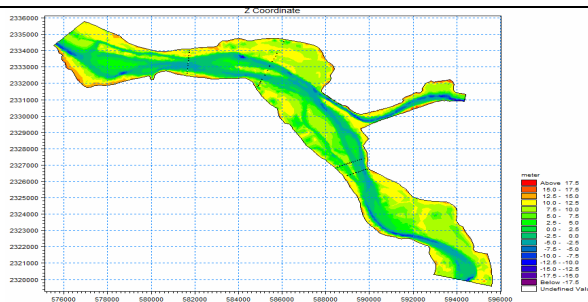 Z Coordinate
2336000
2335000
2334000
2333000
2332000
2331000
2330000
2329000
2328000
2327000
2326000
2325000
2324000
2323000
2322000
2321000
2320000
576000 578000 580000 582000 584000 586000 588000 590000 592000 594000 596000
meter
Above 17.5
15.0 - 17.5
12.5 - 15.0
10.0 - 12.5
7.5 - 10.0
5.0 - 7.5
2.5 - 5.0
0.0 - 2.5
-2.5 - 0.0
-5.0 - -2.5
-7.5 - -5.0
-10.0 - -7.5
-12.5 - -10.0
-15.0 - -12.5
-17.5 - -15.0
Below -17.5
Undefined Val